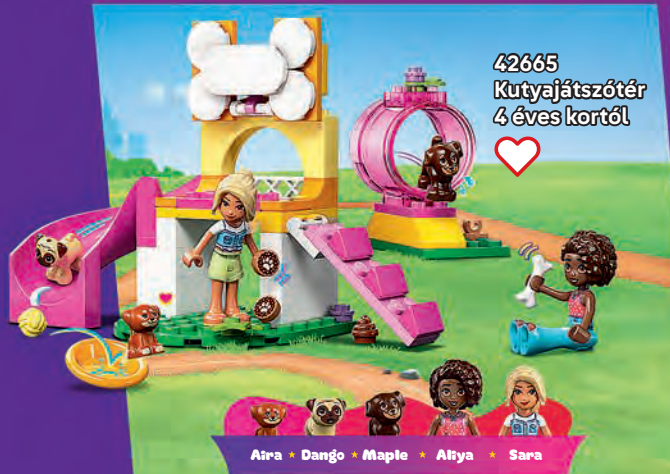 42665
Kutyajátszótér
4 éves kortól
Aira ★ Dango ★ Maple ★ Aliya ★ Sara